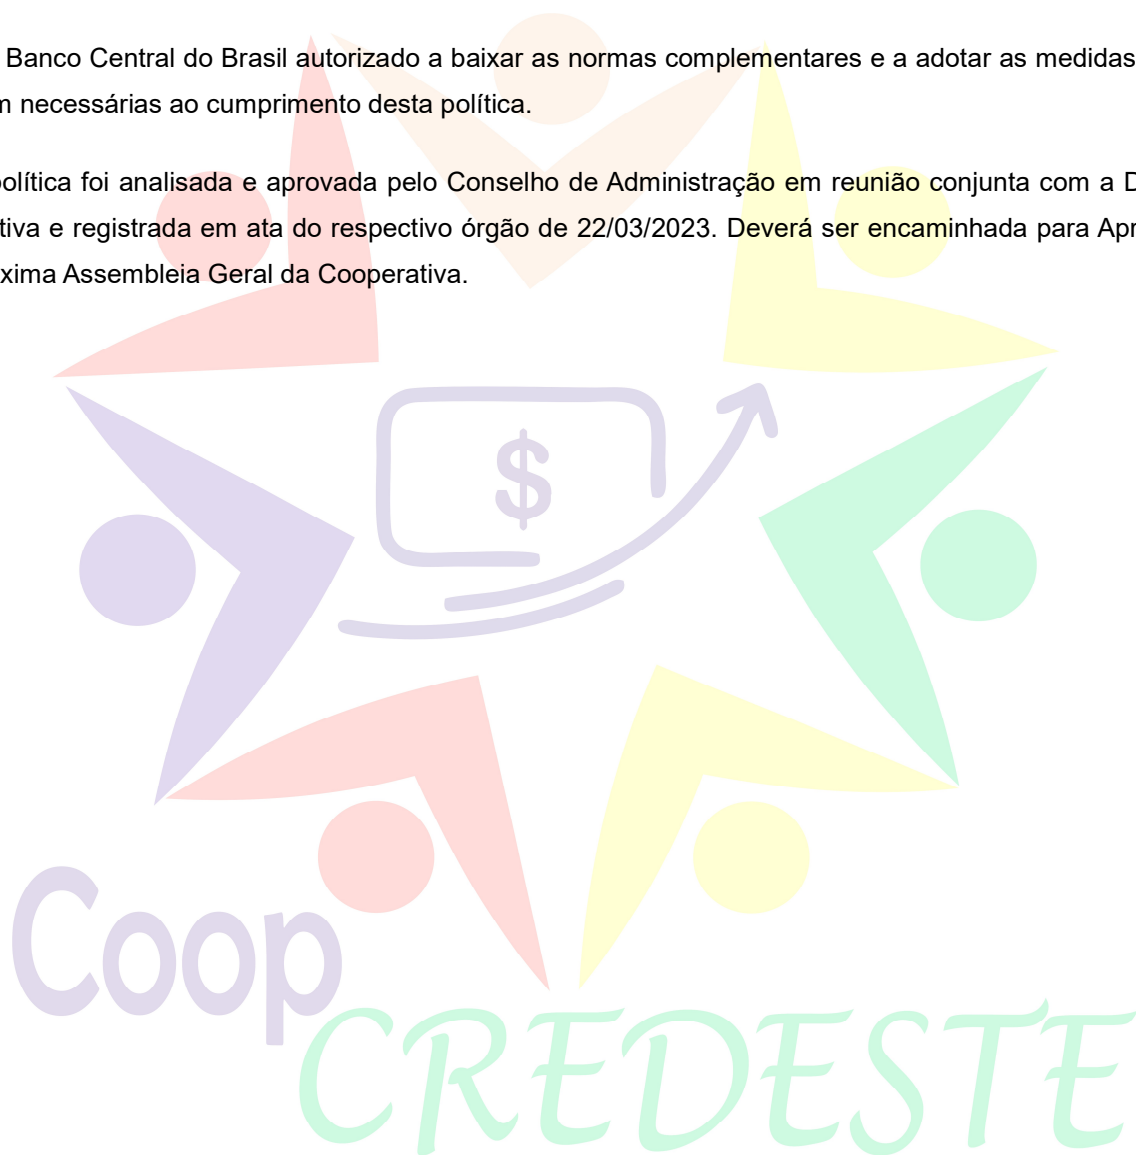 Banco Central do Brasil autorizado a baixar as normas complementares e a adotar as medidas
necessárias ao cumprimento desta política.
política foi analisada e aprovada pelo Conselho de Administração em reunião conjunta com a D
tiva e registrada em ata do respectivo órgão de 22/03/2023. Deverá ser encaminhada para Apr
xima Assembleia Geral da Cooperativa.
$
Coop
CREDESTE